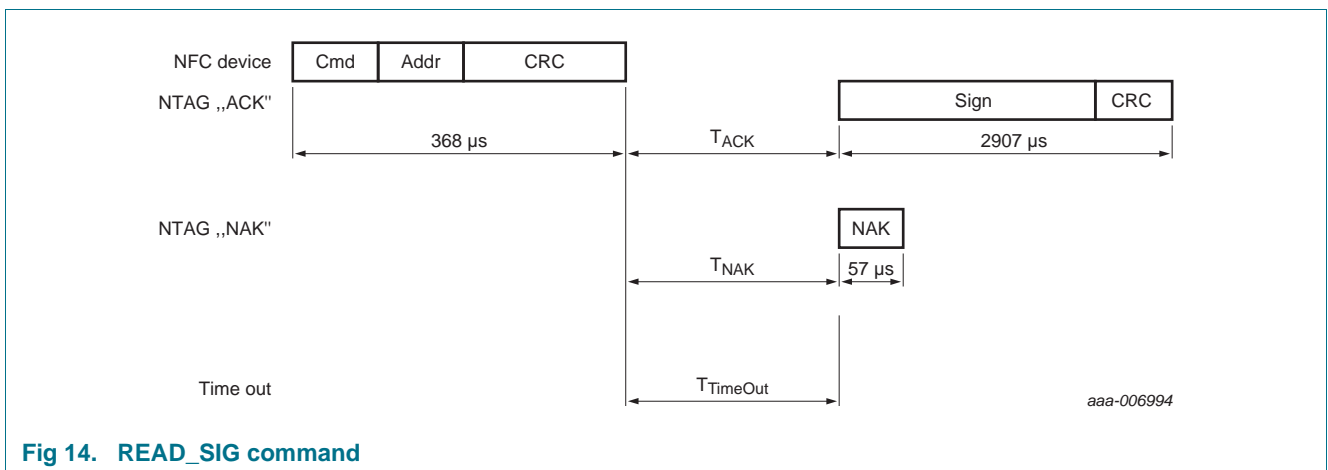 NFC device Cmd Addr CRC
NTAG ,,ACK" Sign CRC
368 µs TACK 2907 µs
NTAG ,,NAK" NAK
TNAK 57 µs
Time out TTimeOut aaa-006994
Fig 14. READ_SIG command